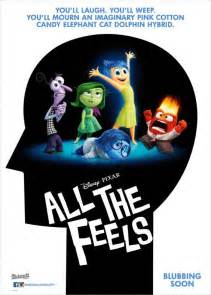 YOU'LL LAUGH. YOU'LL WEEP.
YOU'LL MOURN AN IMAGINARY PINK COTTON
CANDY ELEPHANT CAT DOLPHIN HYBRID.
DISNEY · PIXAR
ALL THE
FEELS
BLUBBING
SOON